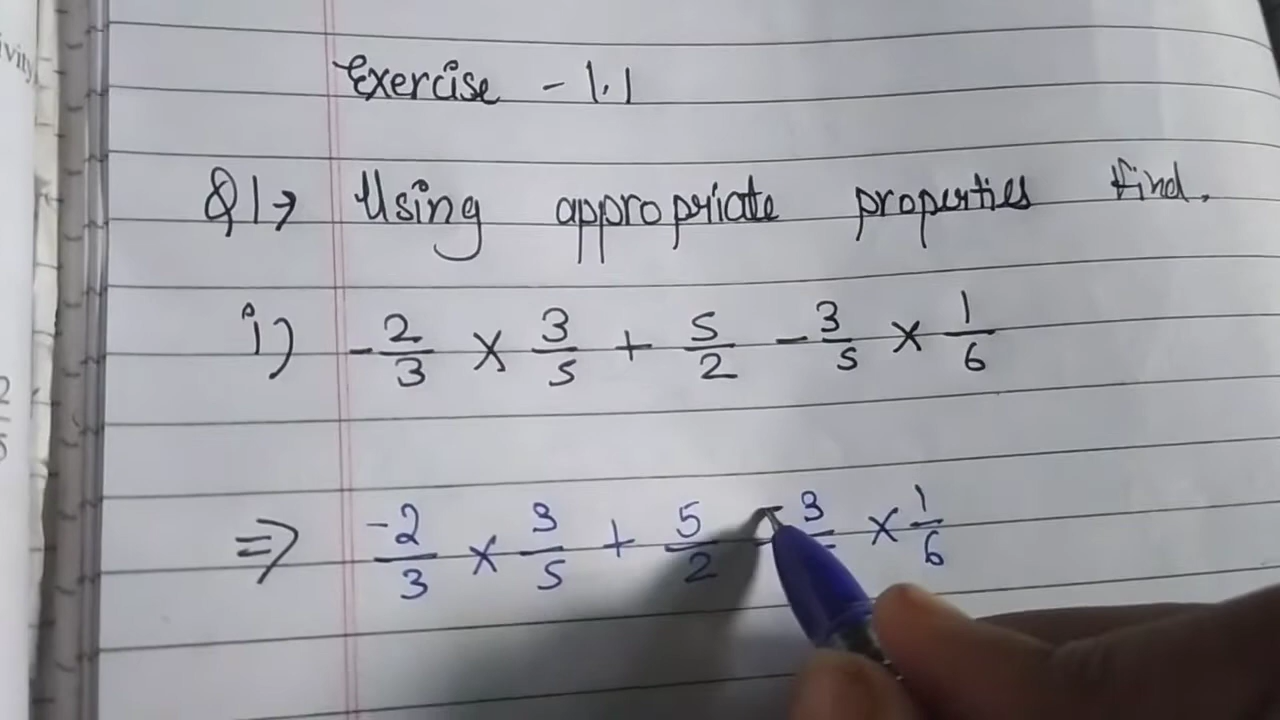 ivity
Exercise - 1.1
Q1→ Using appropriate properties find.
i) -2/3 × 3/5 + 5/2 - 3/5 × 1/6
⇒ -2/3 × 3/5 + 5/2 - 3/ × 1/6